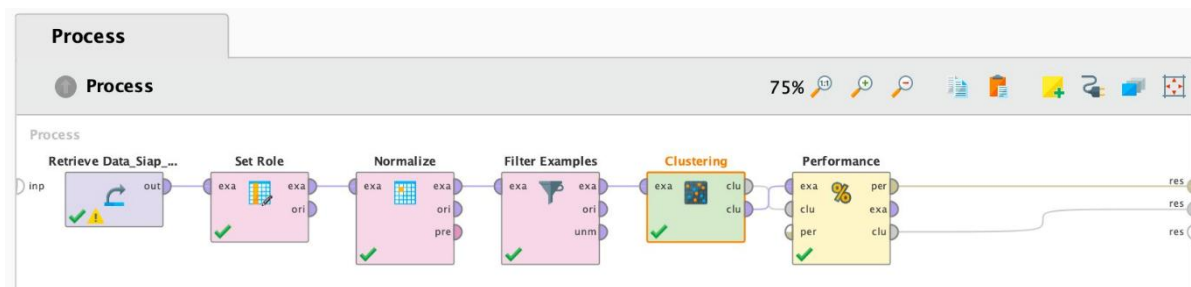 Process
Process
75%
Process
Retrieve Data_Siap_...
Set Role
Normalize
Filter Examples
Clustering
Performance
inp
out
exa
exa
ori
exa
exa
ori
pre
exa
exa
ori
unm
exa
clu
clu
exa
clu
per
per
exa
clu
res
res
res